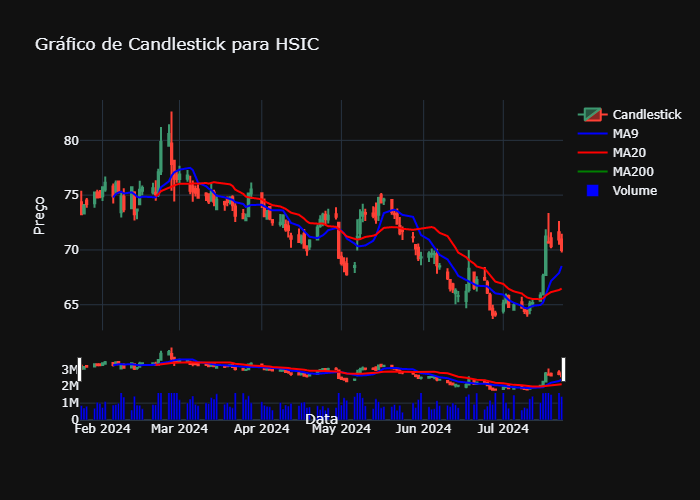 Gráfico de Candlestick para HSIC
Candlestick
MA9
MA20
MA200
Volume
80
75
70
65
Preço
3M
2M
1M
0
Feb 2024
Mar 2024
Apr 2024
May 2024
Jun 2024
Jul 2024
Data